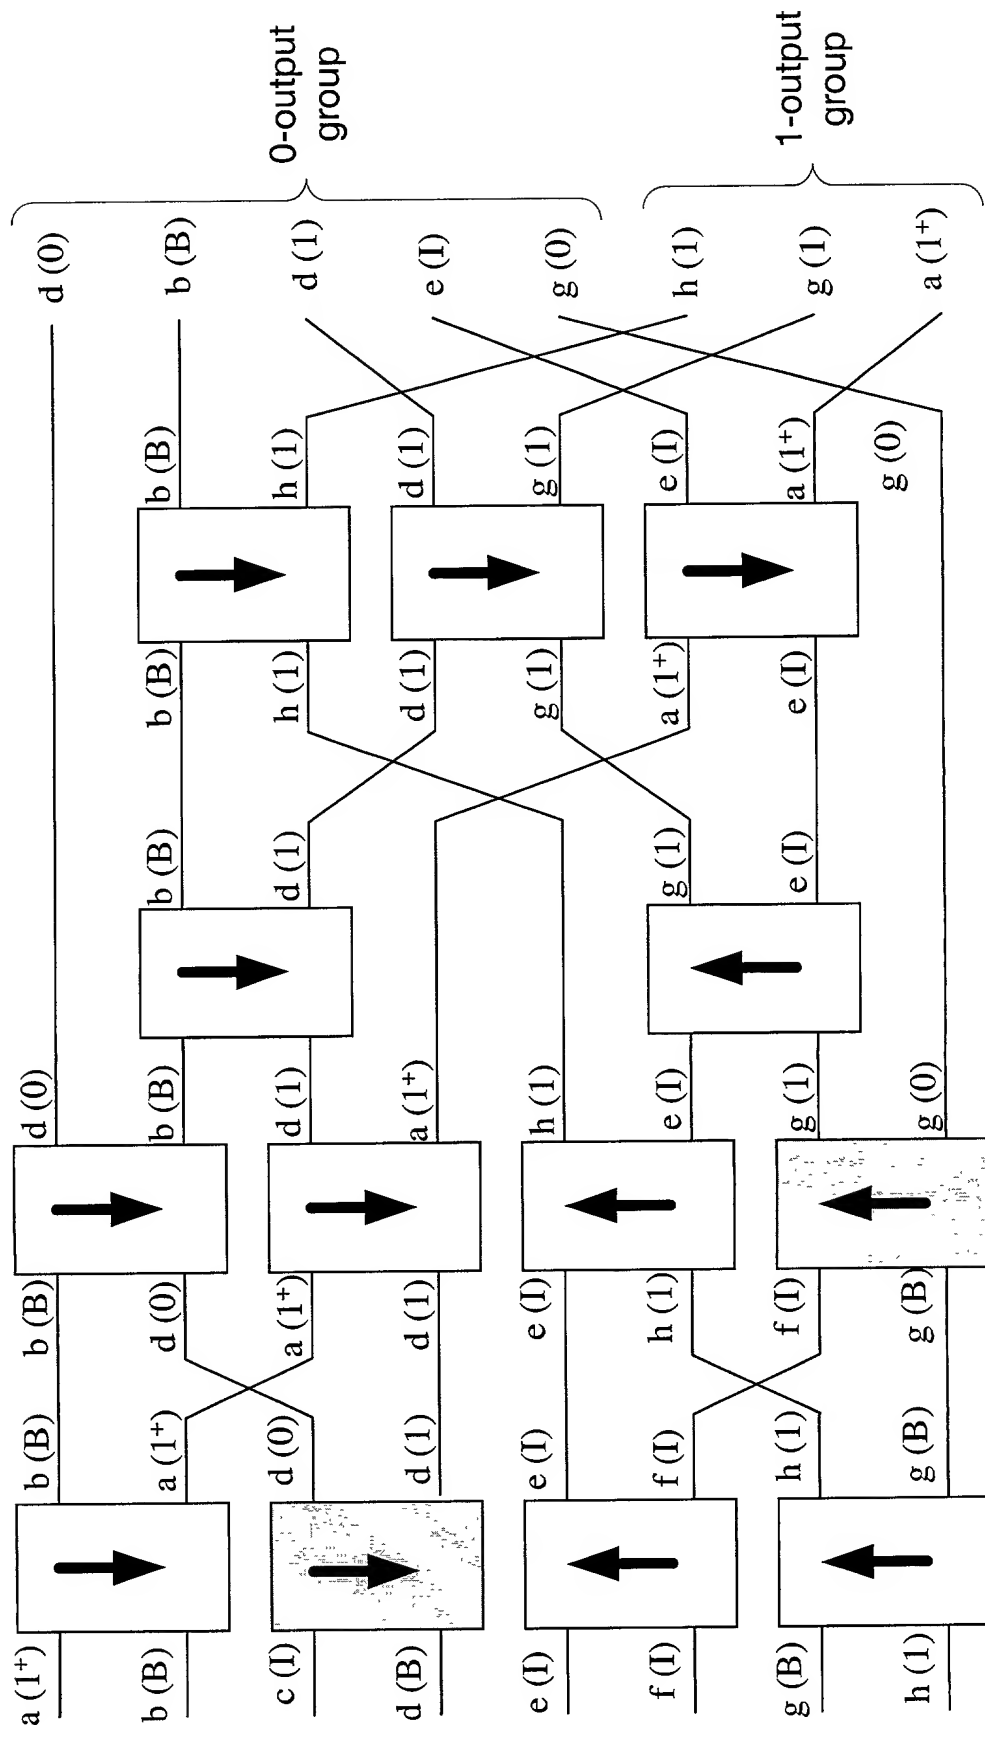 a (1⁺)
b (B)
c (I)
d (B)
e (I)
f (I)
g (B)
h (1)
b (B)
a (1⁺)
d (0)
d (1)
e (I)
f (I)
h (1)
g (B)
b (B)
d (0)
a (1⁺)
d (1)
e (I)
h (1)
f (I)
g (B)
d (0)
b (B)
d (1)
a (1⁺)
h (1)
e (I)
g (1)
g (0)
b (B)
d (1)
g (1)
e (I)
b (B)
h (1)
d (1)
g (1)
a (1⁺)
e (I)
b (B)
h (1)
d (1)
g (1)
e (I)
a (1⁺)
g (0)
d (0)
b (B)
d (1)
e (I)
g (0)
h (1)
g (1)
a (1⁺)
0-output
group
1-output
group